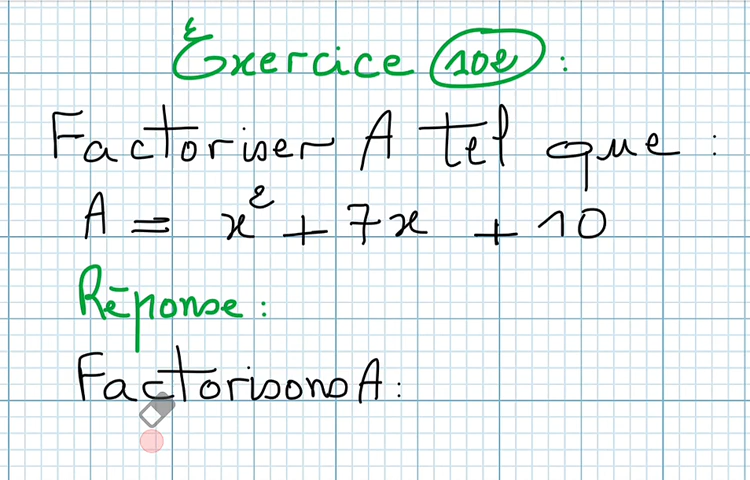 Exercice 102 :
Factoriser A tel que :
A = x² + 7x + 10
Réponse :
Factorisons A :